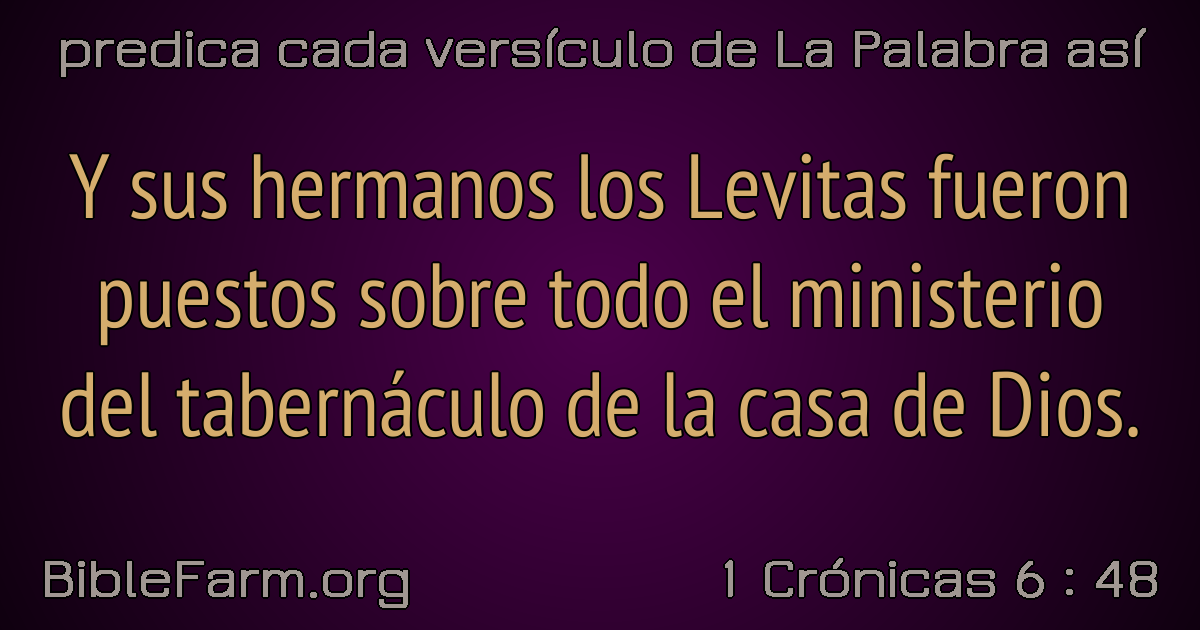 predica cada versículo de La Palabra así
Y sus hermanos los Levitas fueron
puestos sobre todo el ministerio
del tabernáculo de la casa de Dios.
BibleFarm.org
1 Crónicas 6 : 48